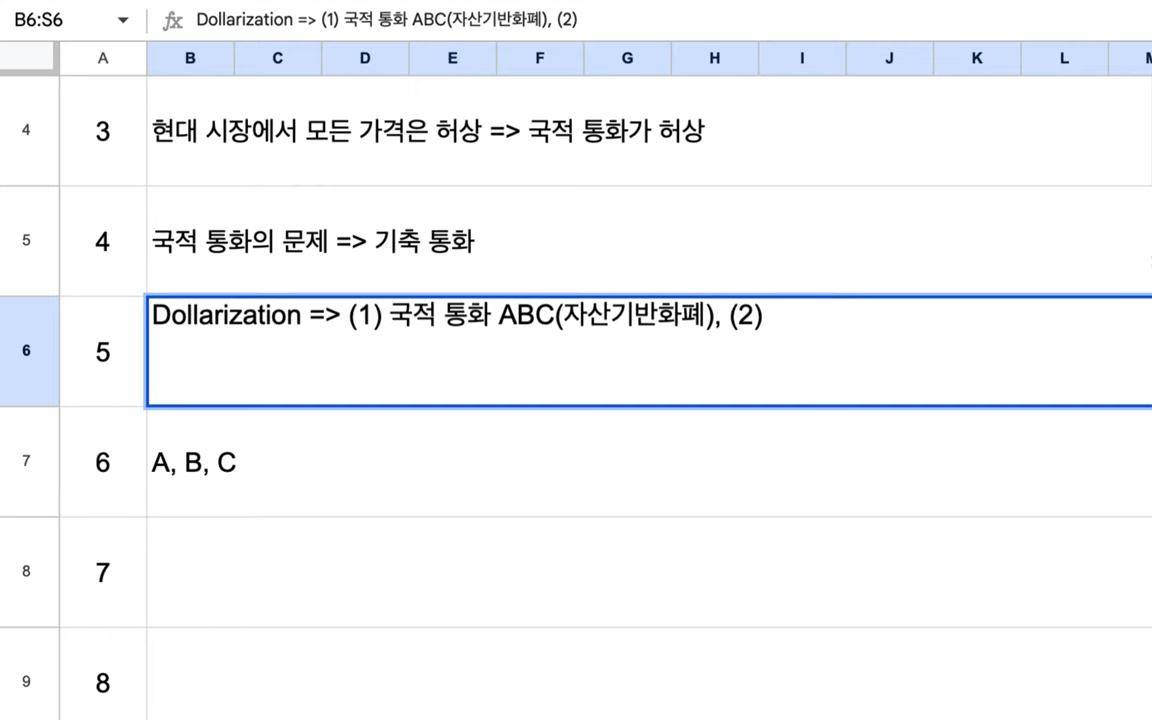 B6:S6
fx Dollarization => (1) 국적 통화 ABC(자산기반화폐), (2)
A B C D E F G H I J K L
4 3 현대 시장에서 모든 가격은 허상 => 국적 통화가 허상
5 4 국적 통화의 문제 => 기축 통화
6 5 Dollarization => (1) 국적 통화 ABC(자산기반화폐), (2)
7 6 A, B, C
8 7
9 8